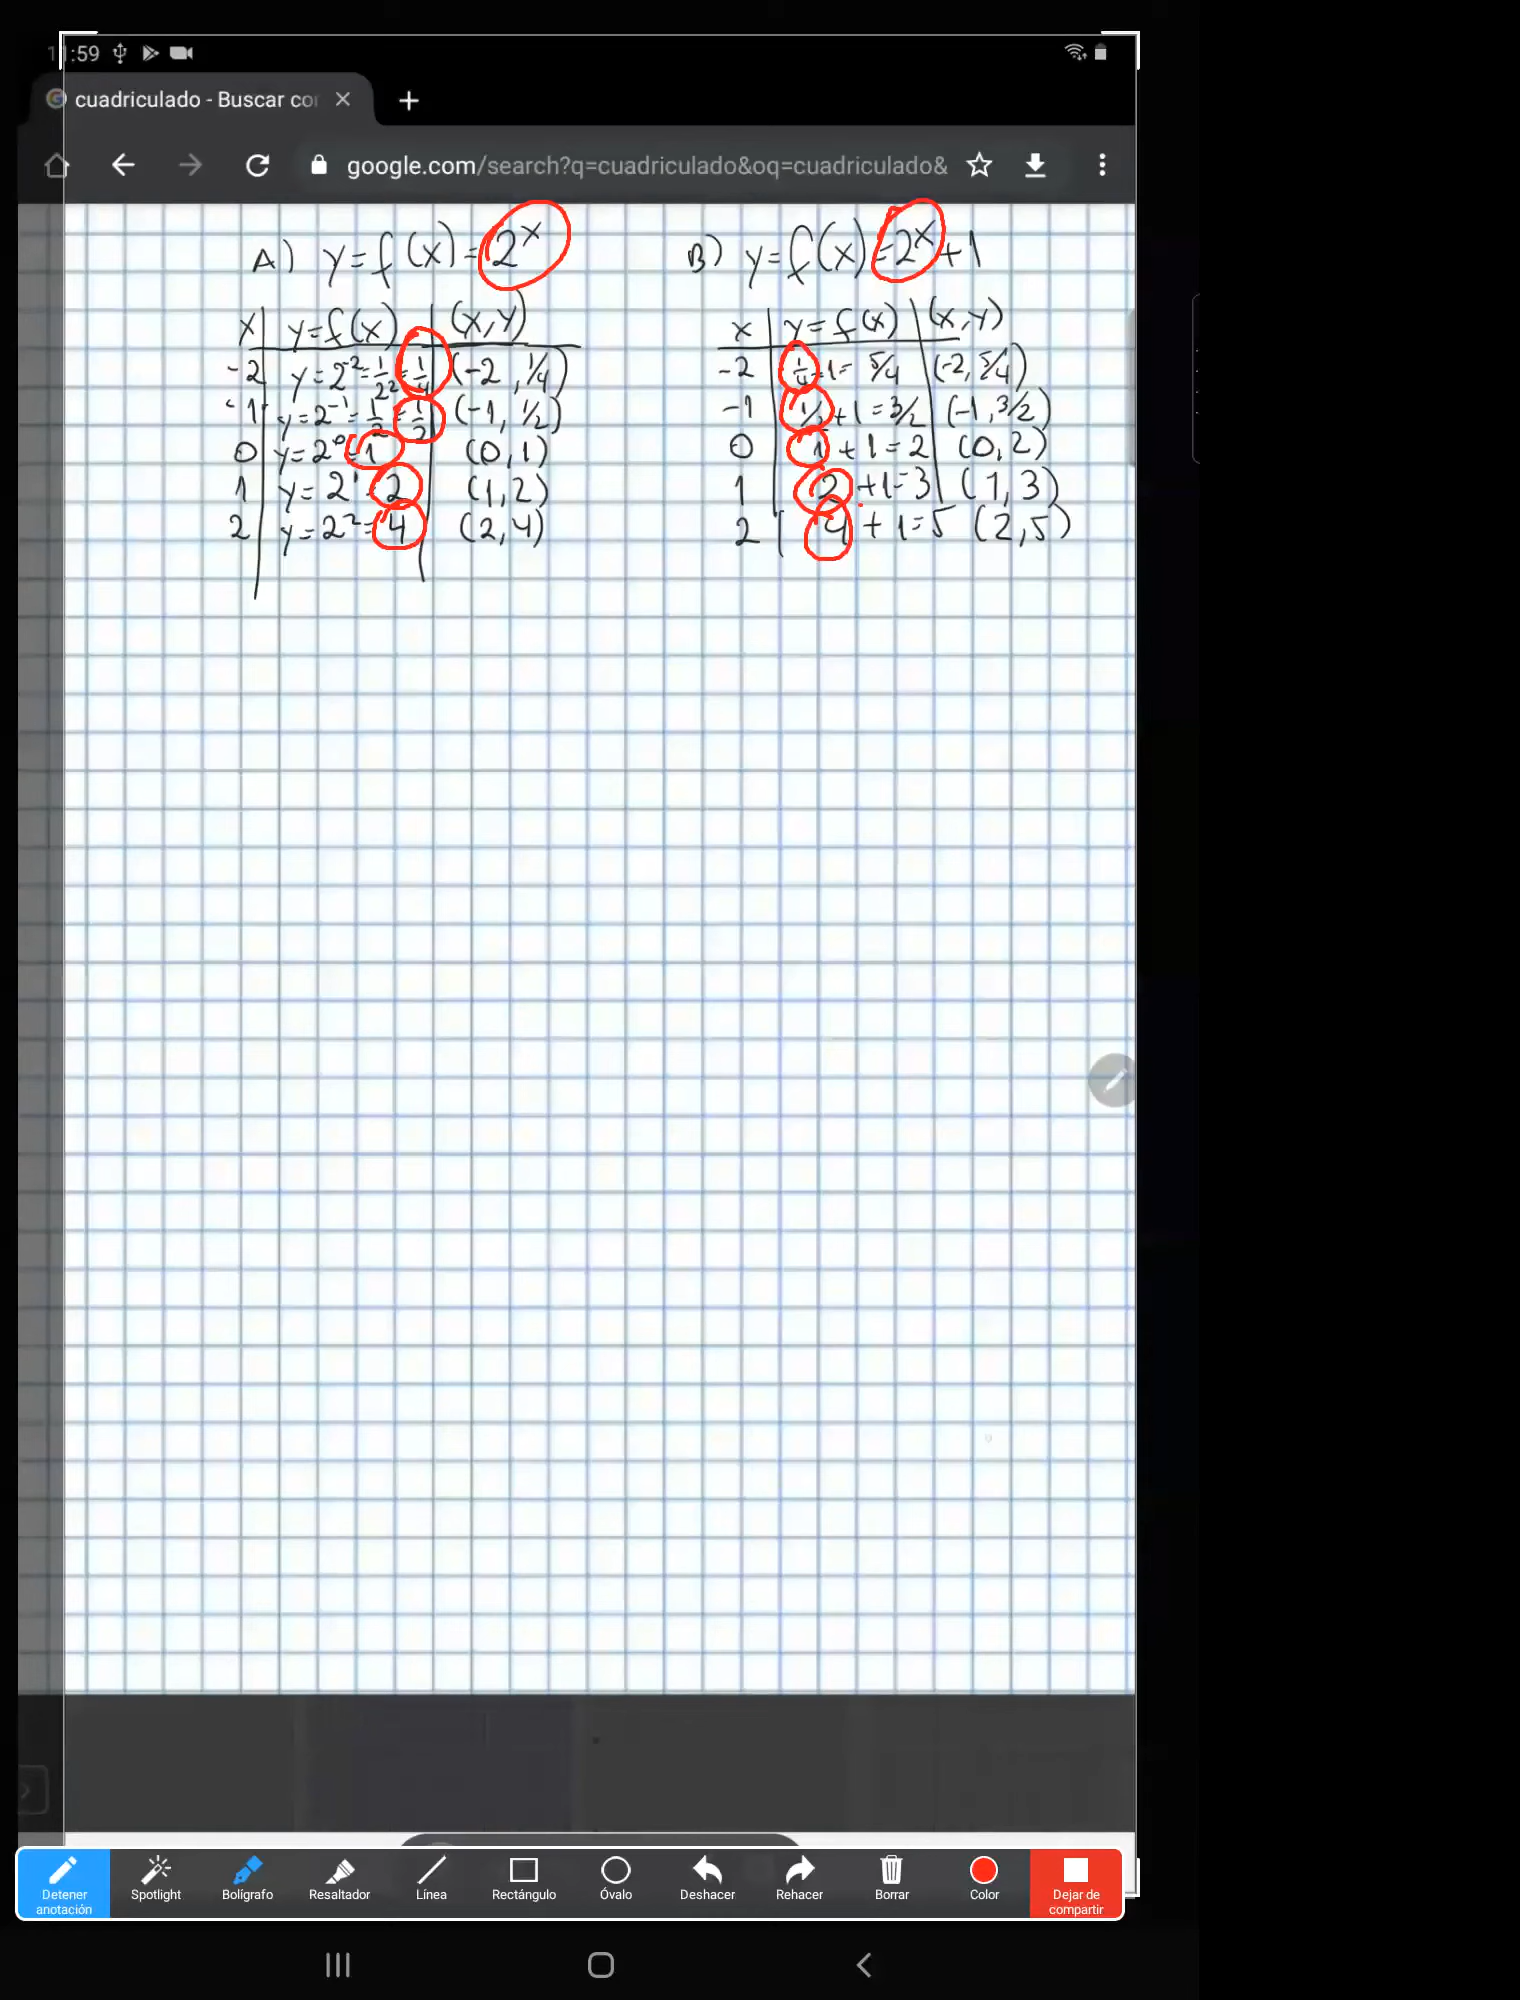 11:59
cuadriculado - Buscar co
google.com/search?q=cuadriculado&oq=cuadriculado&
A) y = f(x) = 2^x
x | y = f(x) | (x,y)
-2 | y = 2^-2 = 1/2^2 = 1/4 | (-2, 1/4)
-1 | y = 2^-1 = 1/2 = 1/2 | (-1, 1/2)
0 | y = 2^0 = 1 | (0,1)
1 | y = 2^1 = 2 | (1,2)
2 | y = 2^2 = 4 | (2,4)
B) y = f(x) = 2^x + 1
x | y = f(x) | (x,y)
-2 | 1/4 + 1 = 5/4 | (-2, 5/4)
-1 | 1/2 + 1 = 3/2 | (-1, 3/2)
0 | 1 + 1 = 2 | (0,2)
1 | 2 + 1 = 3 | (1,3)
2 | 4 + 1 = 5 (2,5)
Detener anotación
Spotlight
Bolígrafo
Resaltador
Línea
Rectángulo
Óvalo
Deshacer
Rehacer
Borrar
Color
Dejar de compartir